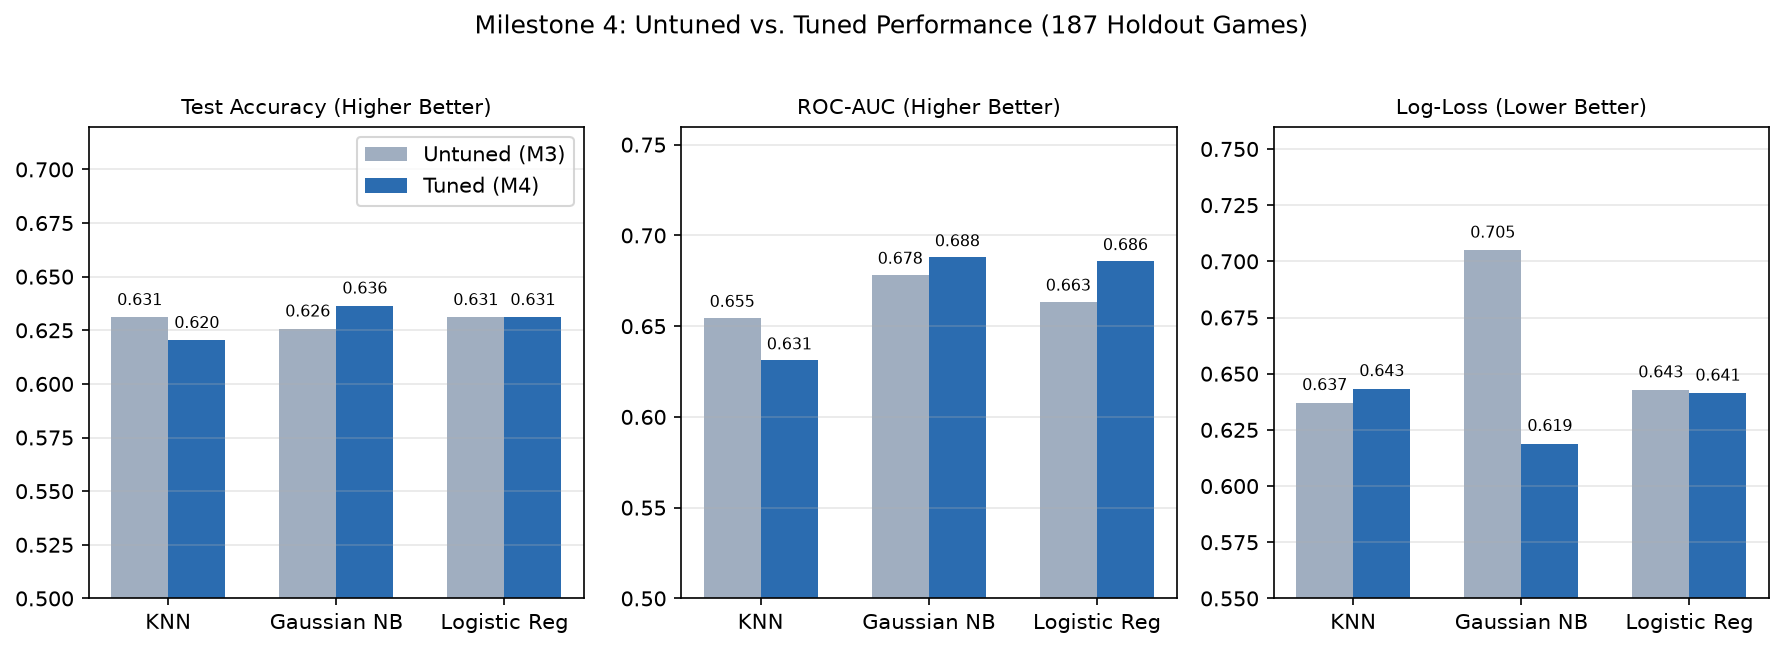 Milestone 4: Untuned vs. Tuned Performance (187 Holdout Games)
Test Accuracy (Higher Better)
Untuned (M3)
Tuned (M4)
0.700
0.675
0.650
0.625
0.600
0.575
0.550
0.525
0.500
0.631
0.620
0.626
0.636
0.631
0.631
KNN
Gaussian NB
Logistic Reg
ROC-AUC (Higher Better)
0.75
0.70
0.65
0.60
0.55
0.50
0.655
0.631
0.678
0.688
0.663
0.686
KNN
Gaussian NB
Logistic Reg
Log-Loss (Lower Better)
0.750
0.725
0.700
0.675
0.650
0.625
0.600
0.575
0.550
0.637
0.643
0.705
0.619
0.643
0.641
KNN
Gaussian NB
Logistic Reg